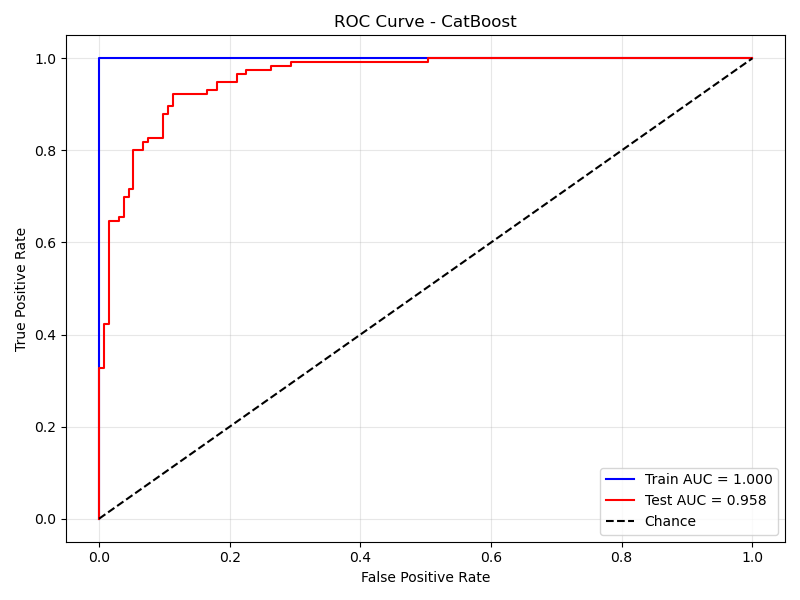 ROC Curve - CatBoost
True Positive Rate
1.0
0.8
0.6
0.4
0.2
0.0
0.0 0.2 0.4 0.6 0.8 1.0
False Positive Rate
Train AUC = 1.000
Test AUC = 0.958
Chance